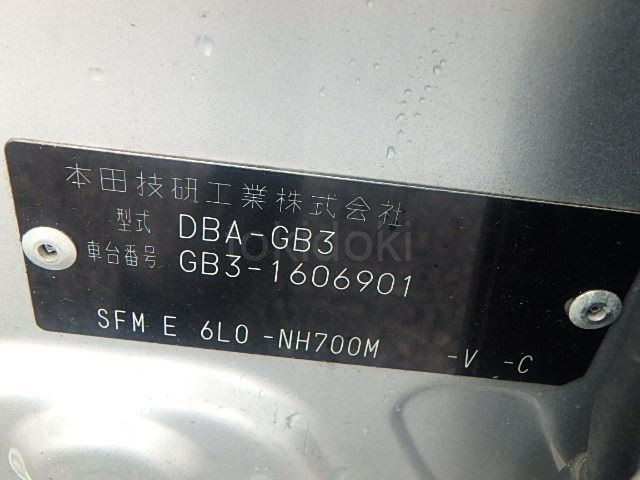 本田技研工業株式会社
型式 DBA-GB3
車台番号 GB3-1606901
SFM E 6L0 -NH700M -V -C
tokidoki